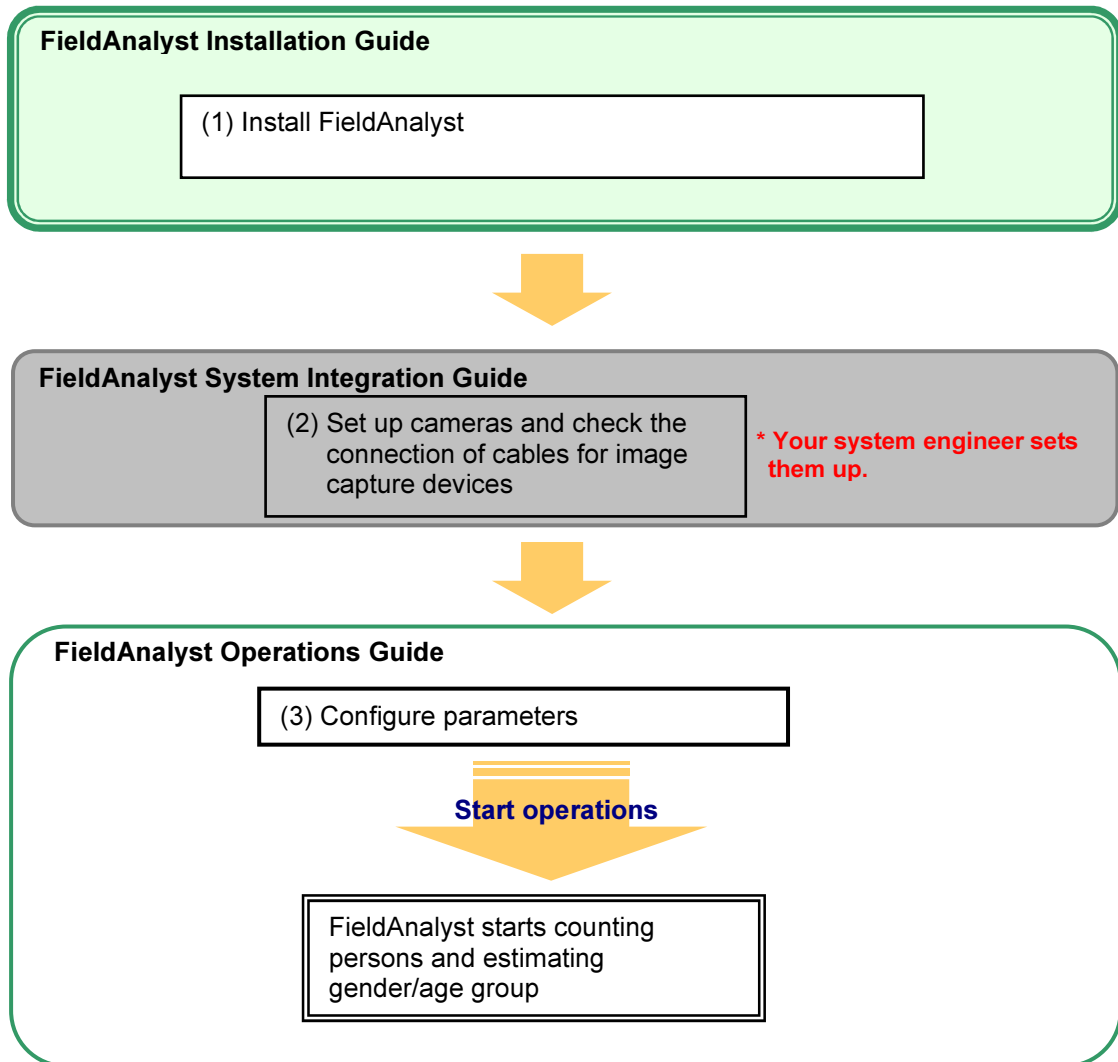 FieldAnalyst Installation Guide
(1) Install FieldAnalyst
FieldAnalyst System Integration Guide
(2) Set up cameras and check the
connection of cables for image
capture devices
* Your system engineer sets
them up.
FieldAnalyst Operations Guide
(3) Configure parameters
Start operations
FieldAnalyst starts counting
persons and estimating
gender/age group